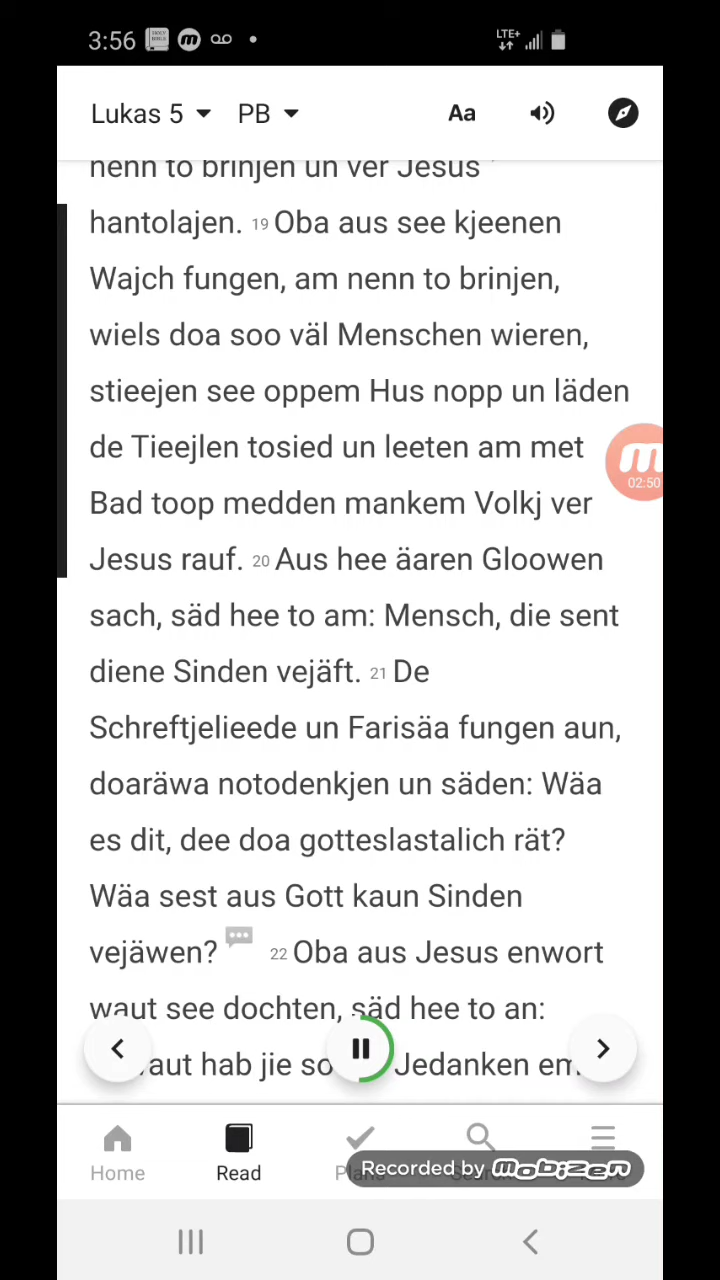 3:56
LTE+
Lukas 5 PB Aa
nenn to brinjen un ver Jesus
hantolajen. 19 Oba aus see kjeenen
Wajch fungen, am nenn to brinjen,
wiels doa soo väl Menschen wieren,
stieejen see oppem Hus nopp un läden
de Tieejlen tosied un leeten am met
Bad toop medden mankem Volkj ver
Jesus rauf. 20 Aus hee äaren Gloowen
sach, säd hee to am: Mensch, die sent
diene Sinden vejäft. 21 De
Schreftjelieede un Farisäa fungen aun,
doaräwa notodenkjen un säden: Wäa
es dit, dee doa gotteslastalich rät?
Wäa sest aus Gott kaun Sinden
vejäwen? 22 Oba aus Jesus enwort
waut see dochten, säd hee to an:
hab jie Jedanken
02:50
Home Read
Recorded by mobizen